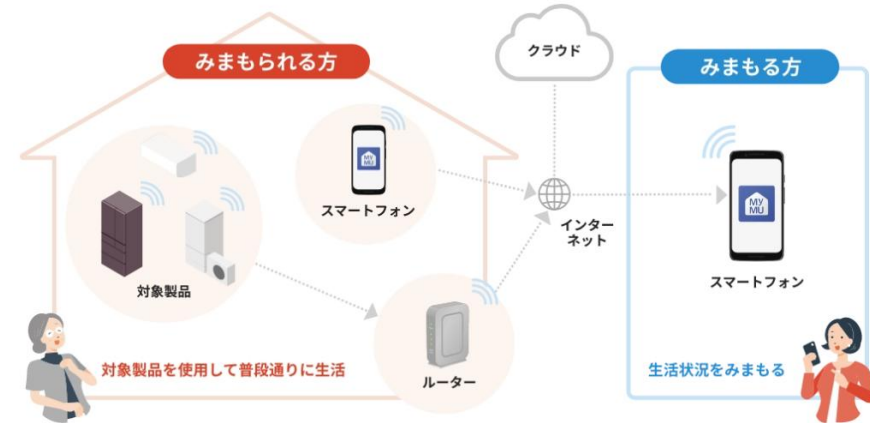 みまもられる方
クラウド
みまもる方
MY
MU
スマートフォン
対象製品
インター
ネット
MY
MU
スマートフォン
ルーター
対象製品を使用して普段通りに生活
生活状況をみまもる